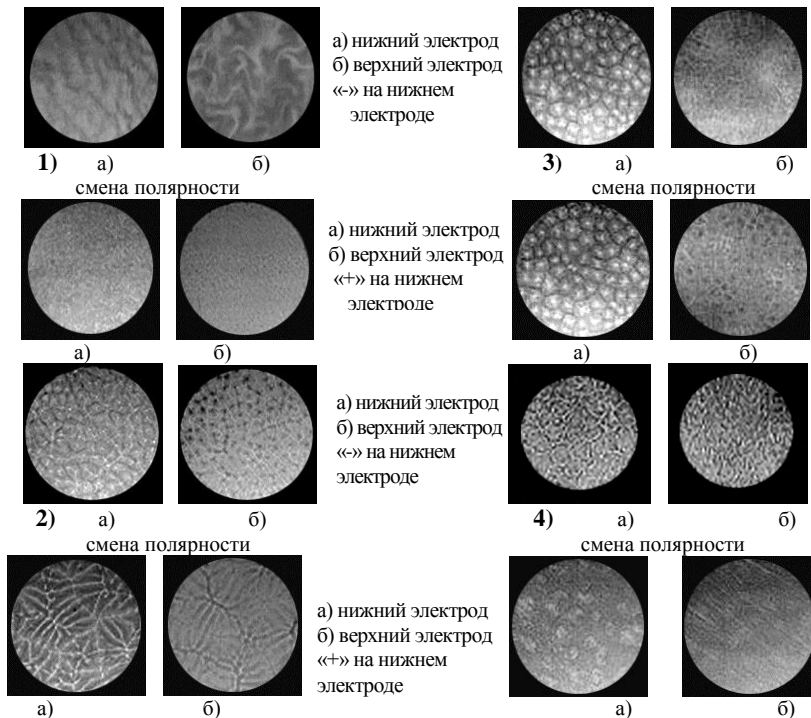 а) нижний электрод
б) верхний электрод
«-» на нижнем
электроде
1) а) б)
3) а) б)
смена полярности
смена полярности
а) нижний электрод
б) верхний электрод
«+» на нижнем
электроде
а) б)
а) б)
а) нижний электрод
б) верхний электрод
«-» на нижнем
электроде
2) а) б)
4) а) б)
смена полярности
смена полярности
а) нижний электрод
б) верхний электрод
«+» на нижнем
электроде
а) б)
а) б)